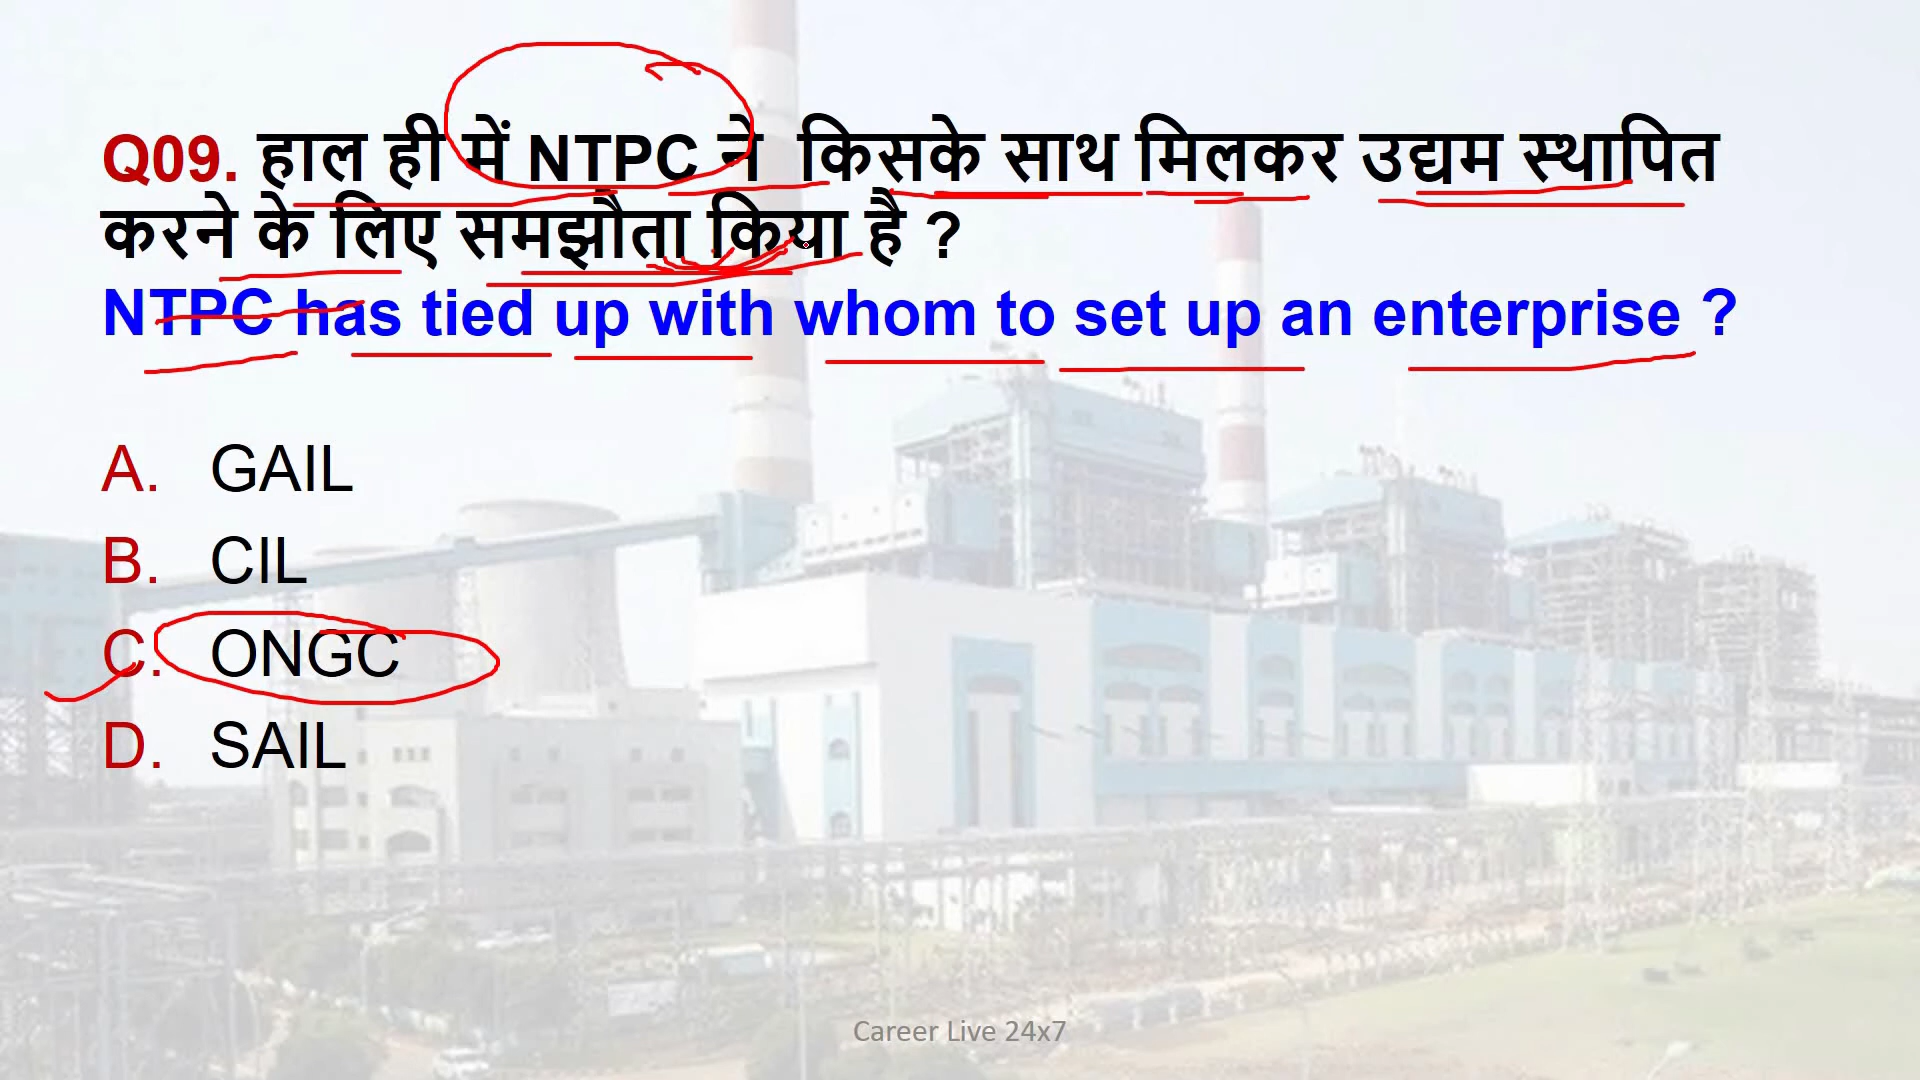 Q09. हाल ही में NTPC ने किसके साथ मिलकर उद्यम स्थापित
करने के लिए समझौता किया है ?
NTPC has tied up with whom to set up an enterprise ?
A. GAIL
B. CIL
C. ONGC
D. SAIL
Career Live 24x7